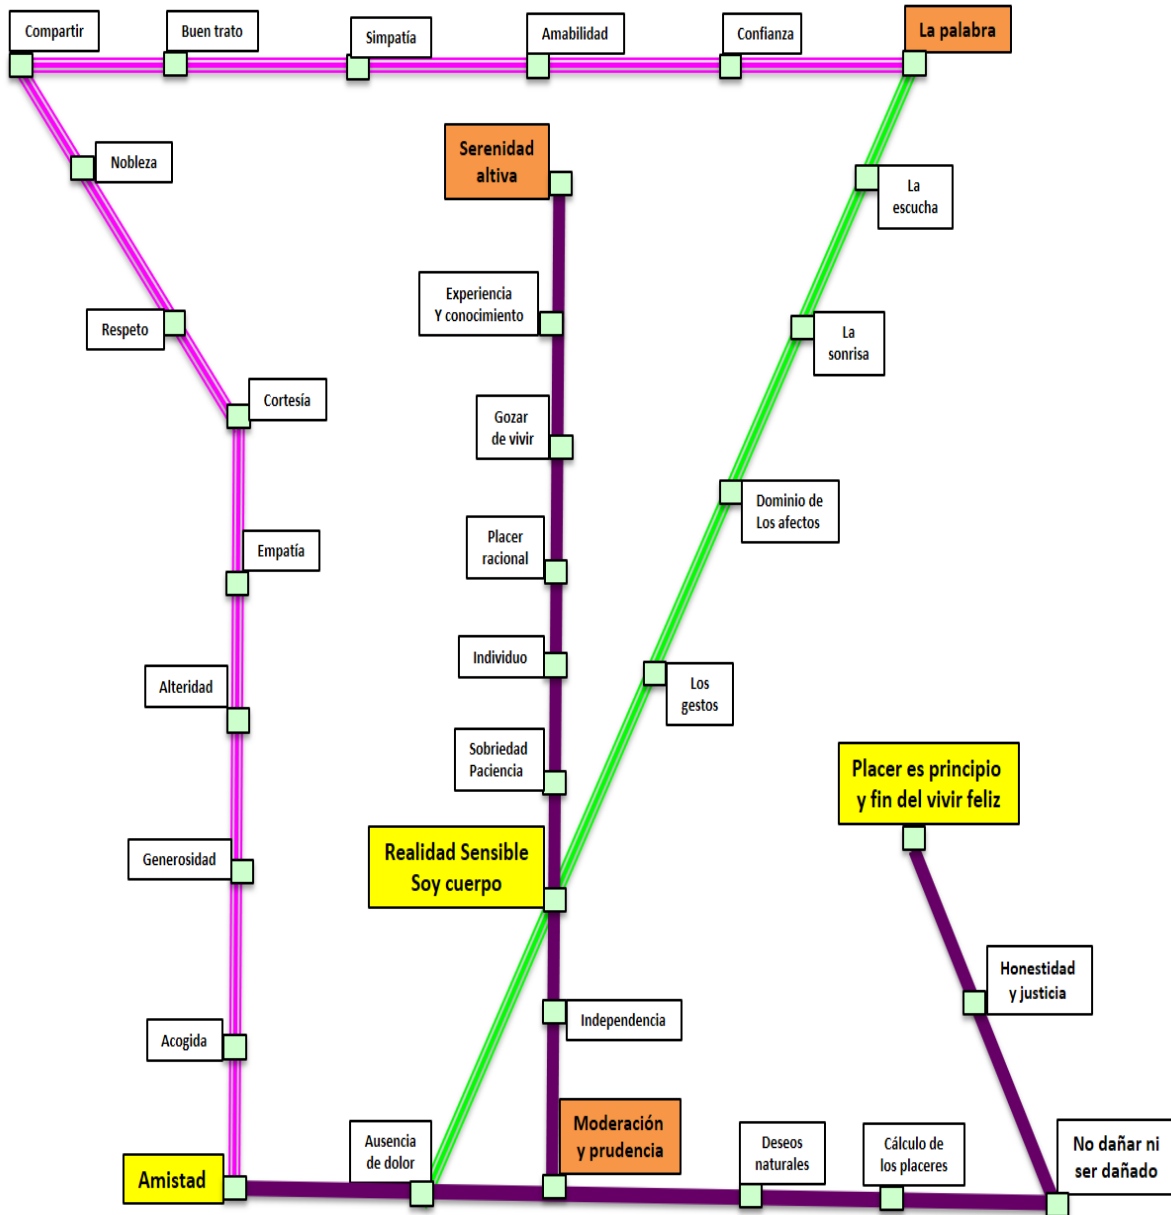 Compartir
Buen trato
Simpatía
Amabilidad
Confianza
La palabra
Nobleza
Serenidad
altiva
La
escucha
Experiencia
Y conocimiento
Respeto
La
sonrisa
Cortesía
Gozar
de vivir
Dominio de
Los afectos
Empatía
Placer
racional
Individuo
Alteridad
Los
gestos
Sobriedad
Paciencia
Placer es principio
y fin del vivir feliz
Generosidad
Realidad Sensible
Soy cuerpo
Honestidad
y justicia
Independencia
Acogida
Ausencia
de dolor
Moderación
y prudencia
Deseos
naturales
Cálculo de
los placeres
No dañar ni
ser dañado
Amistad